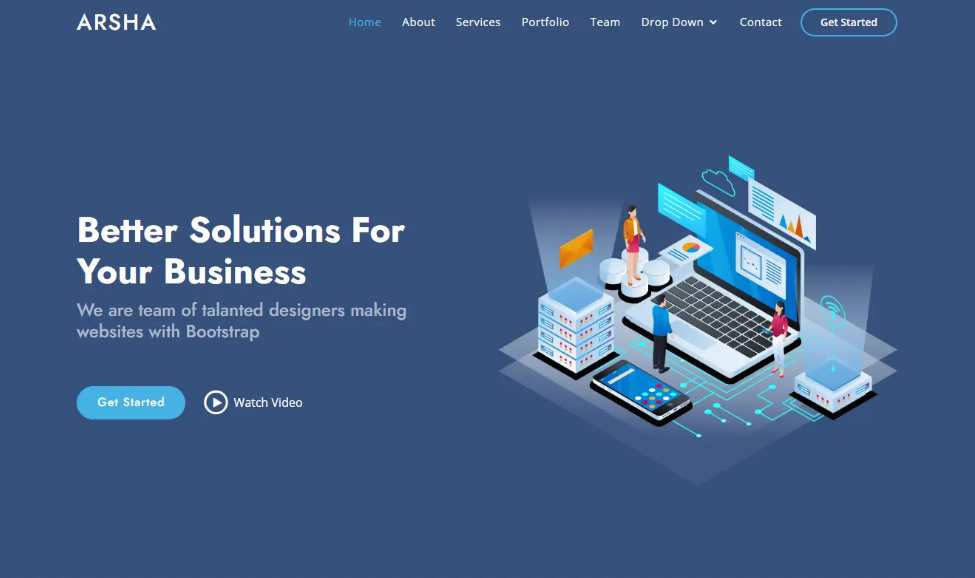 ARSHA
Home About Services Portfolio Team Drop Down Contact Get Started
Better Solutions For
Your Business
We are team of talanted designers making
websites with Bootstrap
Get Started Watch Video